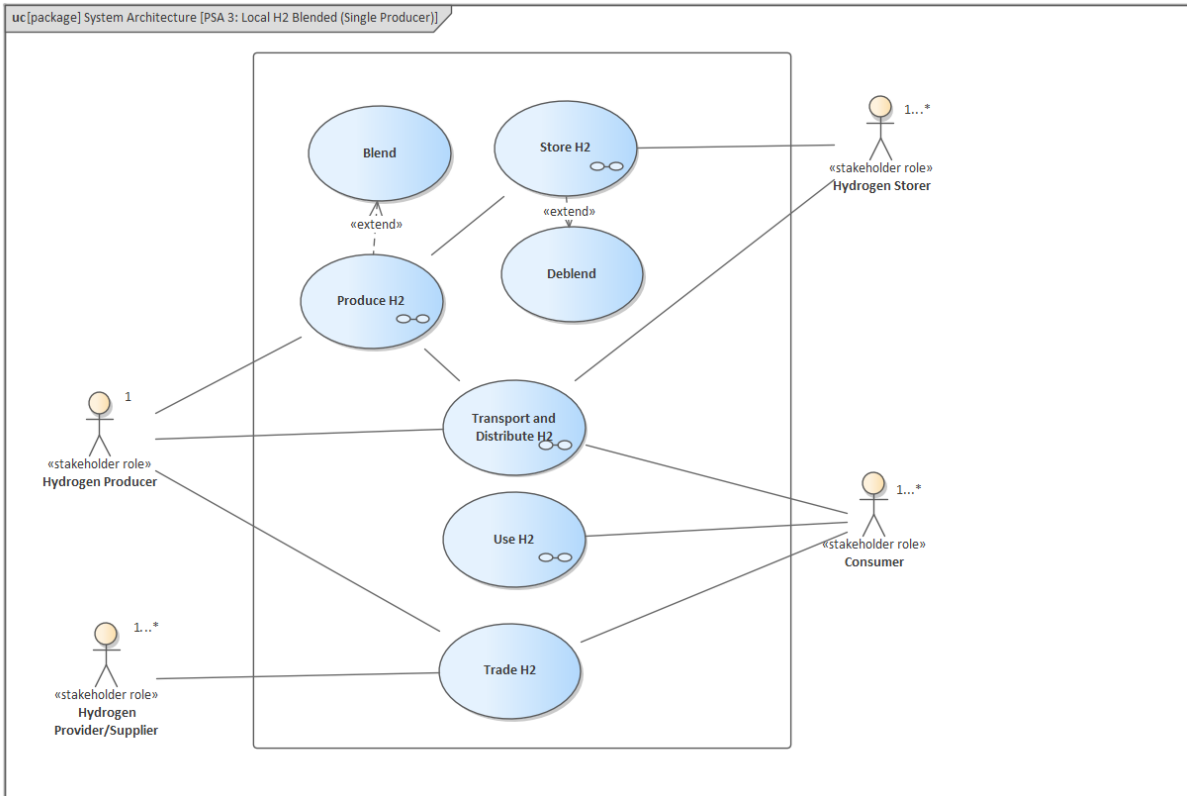 uc [package] System Architecture [PSA 3: Local H2 Blended (Single Producer)]
Blend
Store H2
1...*
«stakeholder role»
Hydrogen Storer
«extend»
«extend»
Deblend
Produce H2
1
«stakeholder role»
Hydrogen Producer
Transport and
Distribute H2
1...*
«stakeholder role»
Consumer
Use H2
1...*
«stakeholder role»
Hydrogen
Provider/Supplier
Trade H2